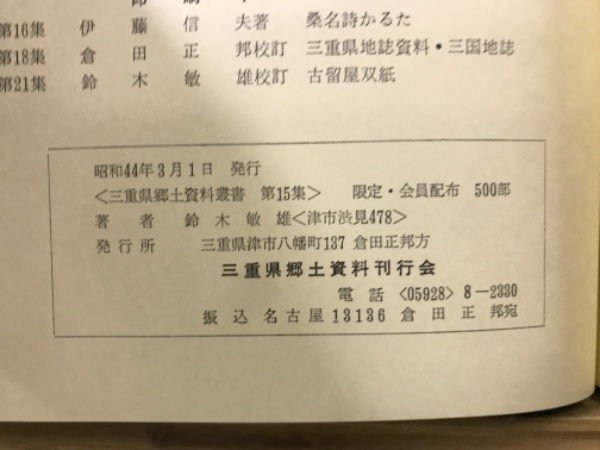 第16集 伊藤信夫著 桑名詩かるた
第18集 倉田正邦校訂 三重県地誌資料・三国地誌
第21集 鈴木敏雄校訂 古留屋双紙
昭和44年3月1日 発行
<三重県郷土資料叢書 第15集> 限定・会員配布 500部
著者 鈴木敏雄<津市渋見478>
発行所 三重県津市八幡町137 倉田正邦方
三重県郷土資料刊行会
電話 <05928> 8―2330
振込 名古屋13136 倉田正邦宛